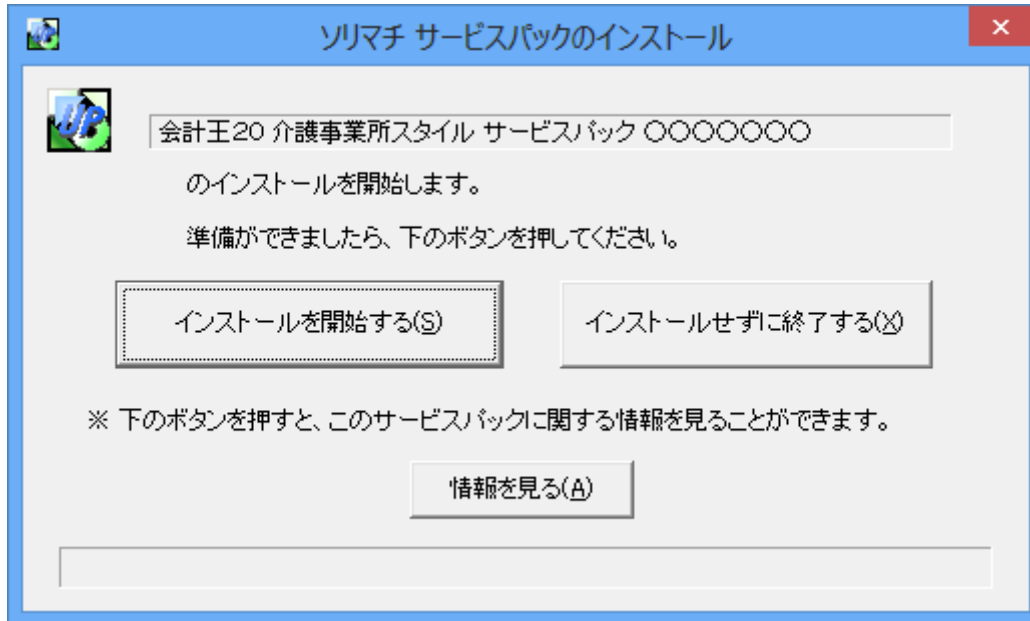 ソリマチ サービスパックのインストール
UP
会計王20 介護事業所スタイル サービスパック 〇〇〇〇〇〇〇
のインストールを開始します。
準備ができましたら、下のボタンを押してください。
インストールを開始する(S)
インストールせずに終了する(X)
※ 下のボタンを押すと、このサービスパックに関する情報を見ることができます。
情報を見る(A)